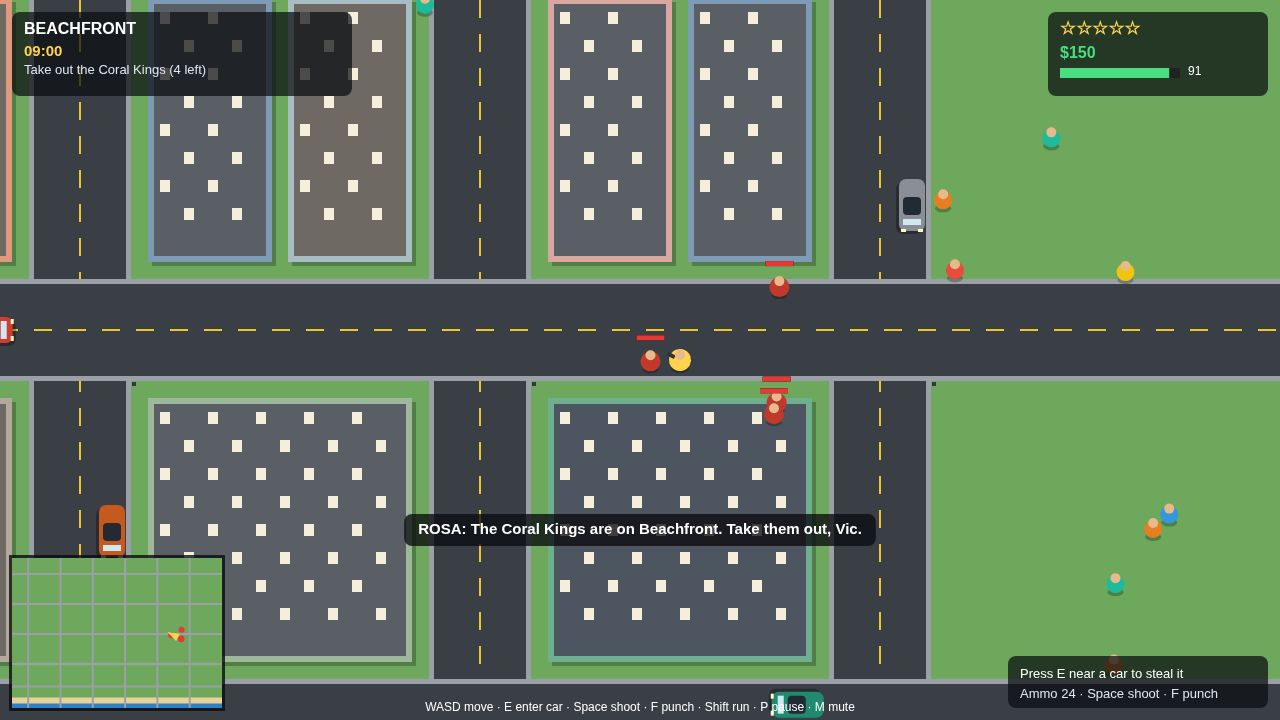 BEACHFRONT
09:00
Take out the Coral Kings (4 left)
☆☆☆☆☆
$150
91
ROSA: The Coral Kings are on Beachfront. Take them out, Vic.
Press E near a car to steal it
Ammo 24 · Space shoot · F punch
WASD move · E enter car · Space shoot · F punch · Shift run · P pause · M mute